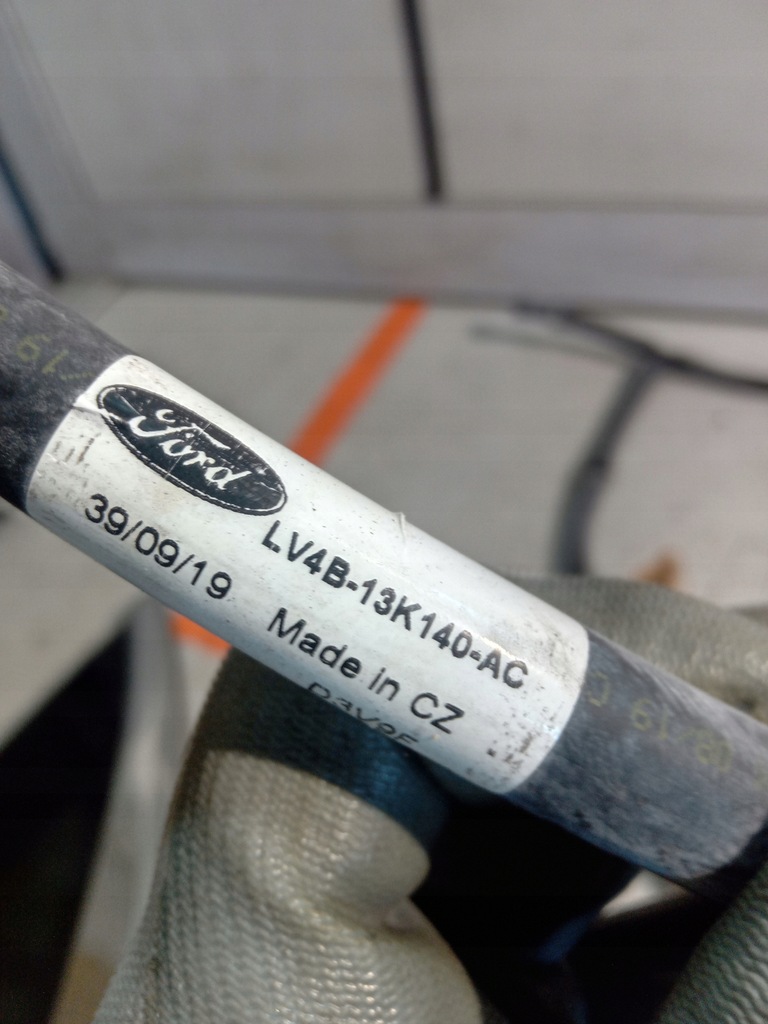 Ford
LV4B-13K140-AC
39/09/19
Made in CZ